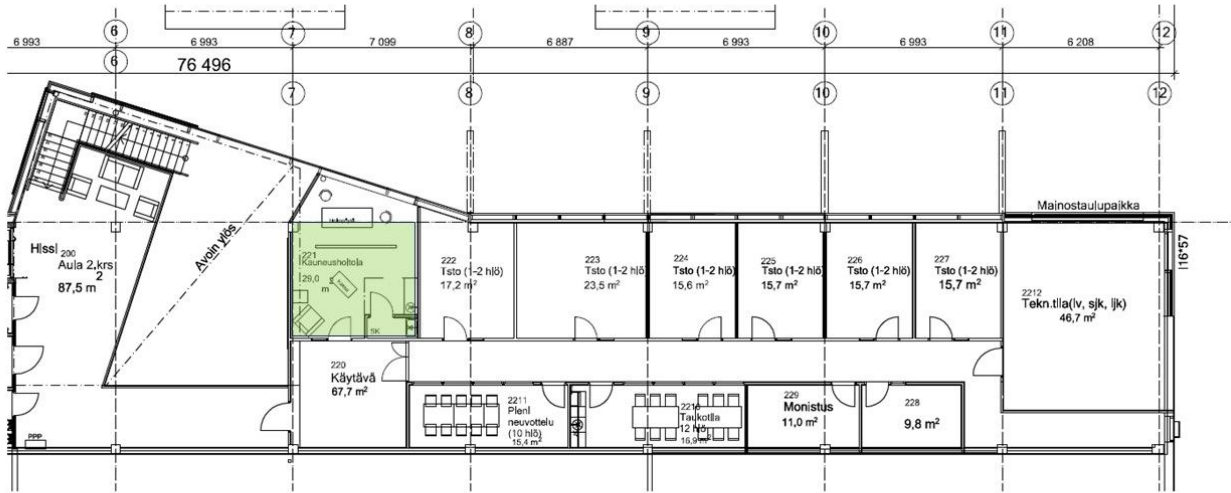 6 7 8 9 10 11 12
6 993 6 993 7 099 6 887 6 993 6 993 6 208
76 496
6 7 8 9 10 11 12
Mainostaulupaikka
I16*57
Avoin ylös
HIssI 200
Aula 2.krs
2
87,5 m
221
Kauneushoitola
29,0
m
SK
222
Tsto (1-2 hlö)
17,2 m²
223
Tsto (1-2 hlö)
23,5 m²
224
Tsto (1-2 hlö)
15,6 m²
225
Tsto (1-2 hlö)
15,7 m²
226
Tsto (1-2 hlö)
15,7 m²
227
Tsto (1-2 hlö)
15,7 m²
2212
Tekn.tila(lv, sjk, ljk)
46,7 m²
220
Käytävä
67,7 m²
2211
PIenI
neuvottelu
(10 hlö)
15,4 m²
2210
Taukotila
12 hlö
16,9 m²
229
Monistus
11,0 m²
228
9,8 m²
PPP